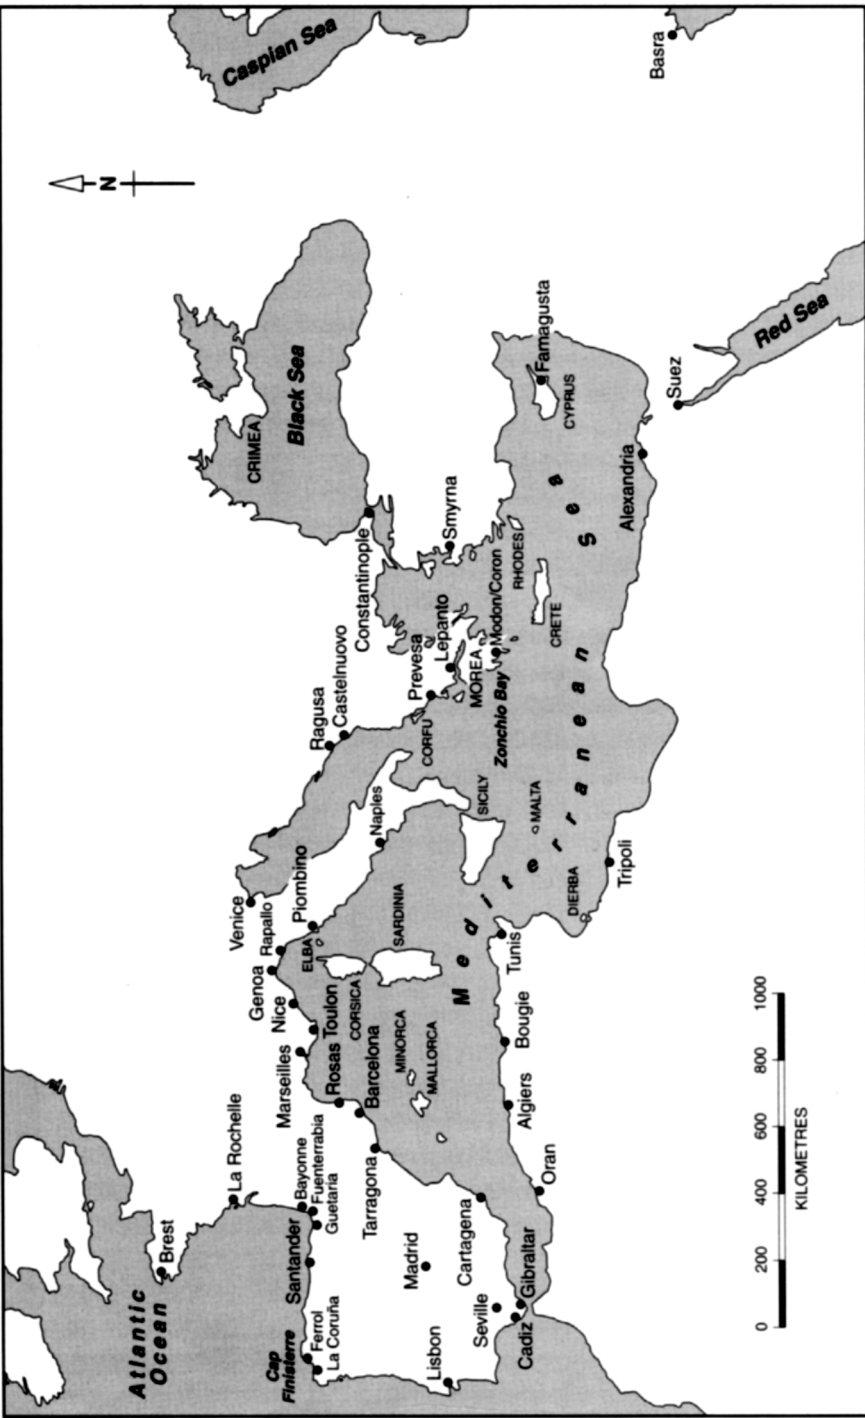 Atlantic
Ocean
Brest
La Rochelle
Cap
Finisterre
Ferrol
La Coruña
Santander
Bayonne
Fuenterrabia
Guetaria
Marseilles
Nice
Genoa
Rapallo
Venice
Piombino
Toulon
Rosas
Barcelona
Tarragona
Madrid
Lisbon
Seville
Cadiz
Gibraltar
Cartagena
Oran
Algiers
Bougie
Tunis
Tripoli
ELBA
CORSICA
SARDINIA
MINORCA
MALLORCA
Naples
SICILY
MALTA
DJERBA
Ragusa
Castelnuovo
CORFU
Prevesa
Lepanto
MOREA
Zonchio Bay
Modon/Coron
Constantinople
Smyrna
RHODES
CRETE
CYPRUS
Famagusta
Alexandria
Suez
Red Sea
Mediterranean Sea
CRIMEA
Black Sea
Caspian Sea
Basra
N
0 200 400 600 800 1000
KILOMETRES